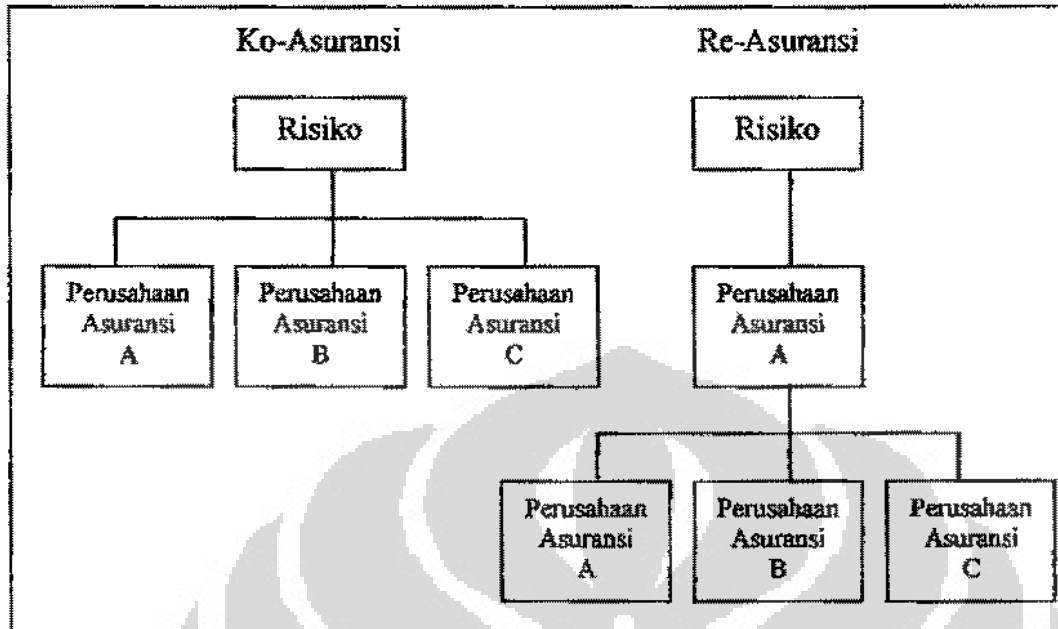 Ko-Asuransi
Risiko
Perusahaan
Asuransi
A
Perusahaan
Asuransi
B
Perusahaan
Asuransi
C
Re-Asuransi
Risiko
Perusahaan
Asuransi
A
Perusahaan
Asuransi
A
Perusahaan
Asuransi
B
Perusahaan
Asuransi
C